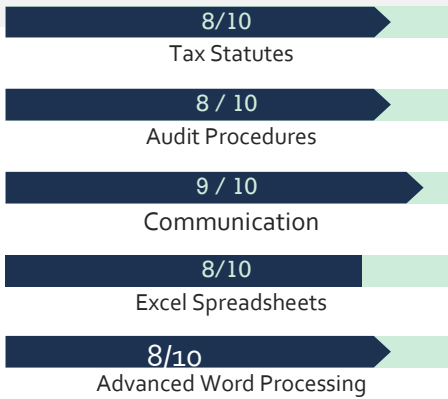 8/10
Tax Statutes
8 / 10
Audit Procedures
9 / 10
Communication
8/10
Excel Spreadsheets
8/10
Advanced Word Processing